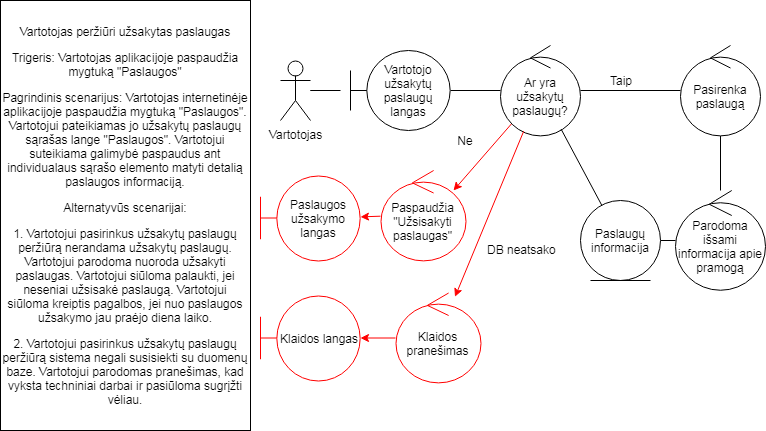 Vartotojas peržiūri užsakytas paslaugas
Trigeris: Vartotojas aplikacijoje paspaudžia
mygtuką "Paslaugos"
Pagrindinis scenarijus: Vartotojas internetinėje
aplikacijoje paspaudžia mygtuką "Paslaugos".
Vartotojui pateikiamas jo užsakytų paslaugų
sąrašas lange "Paslaugos". Vartotojui
suteikiama galimybė paspaudus ant
individualaus sąrašo elemento matyti detalią
paslaugos informaciją.
Alternatyvūs scenarijai:
1. Vartotojui pasirinkus užsakytų paslaugų
peržiūrą nerandama užsakytų paslaugų.
Vartotojui parodoma nuoroda užsakyti
paslaugas. Vartotojui siūloma palaukti, jei
neseniai užsisakė paslaugą. Vartotojui
siūloma kreiptis pagalbos, jei nuo paslaugos
užsakymo jau praėjo diena laiko.
2. Vartotojui pasirinkus užsakytų paslaugų
peržiūrą sistema negali susisiekti su duomenų
baze. Vartotojui parodomas pranešimas, kad
vyksta techniniai darbai ir pasiūloma sugrįžti
vėliau.
Vartotojas
Vartotojo
užsakytų
paslaugų
langas
Ar yra
užsakytų
paslaugų?
Taip
Pasirenka
paslaugą
Ne
Paslaugos
užsakymo
langas
Paspaudžia
"Užsisakyti
paslaugas"
DB neatsako
Paslaugų
informacija
Parodoma
išsami
informacija apie
pramogą
Klaidos langas
Klaidos
pranešimas